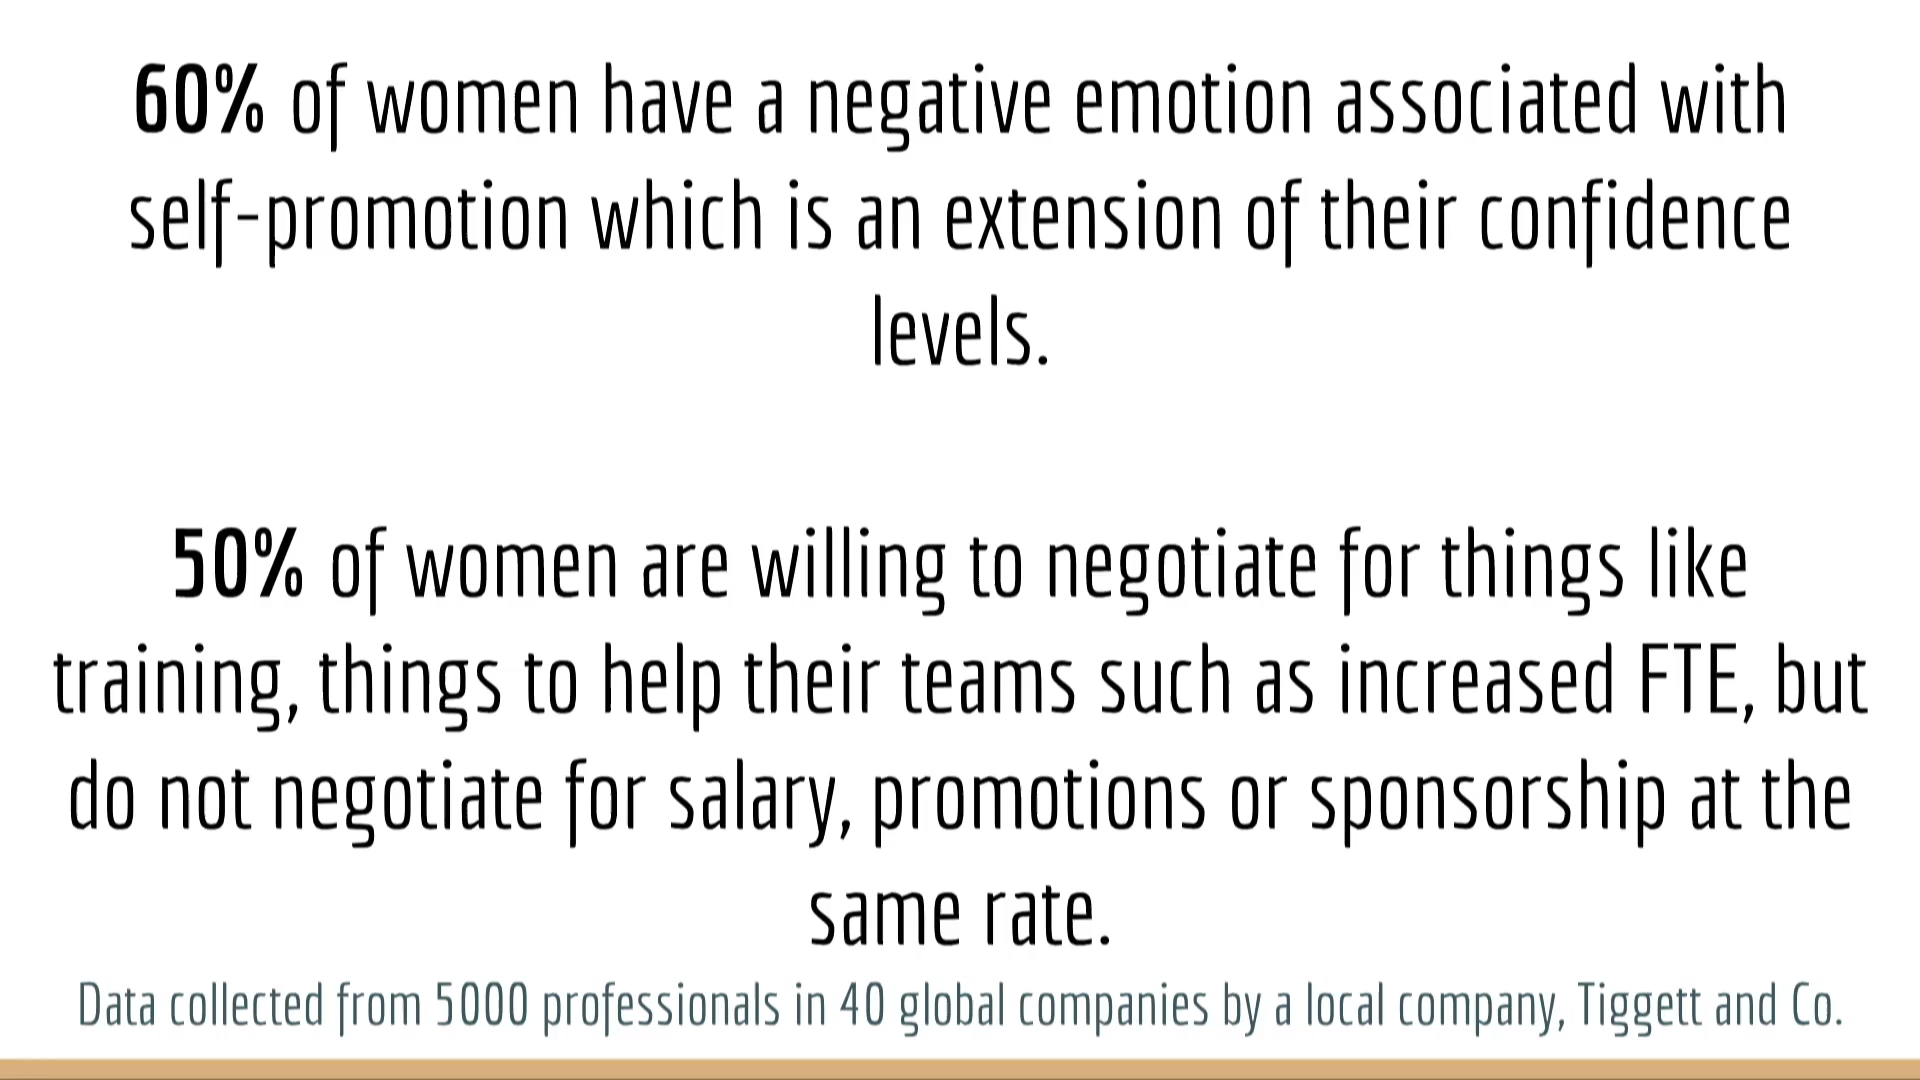 60% of women have a negative emotion associated with
self-promotion which is an extension of their confidence
levels.
50% of women are willing to negotiate for things like
training, things to help their teams such as increased FTE, but
do not negotiate for salary, promotions or sponsorship at the
same rate.
Data collected from 5000 professionals in 40 global companies by a local company, Tiggett and Co.